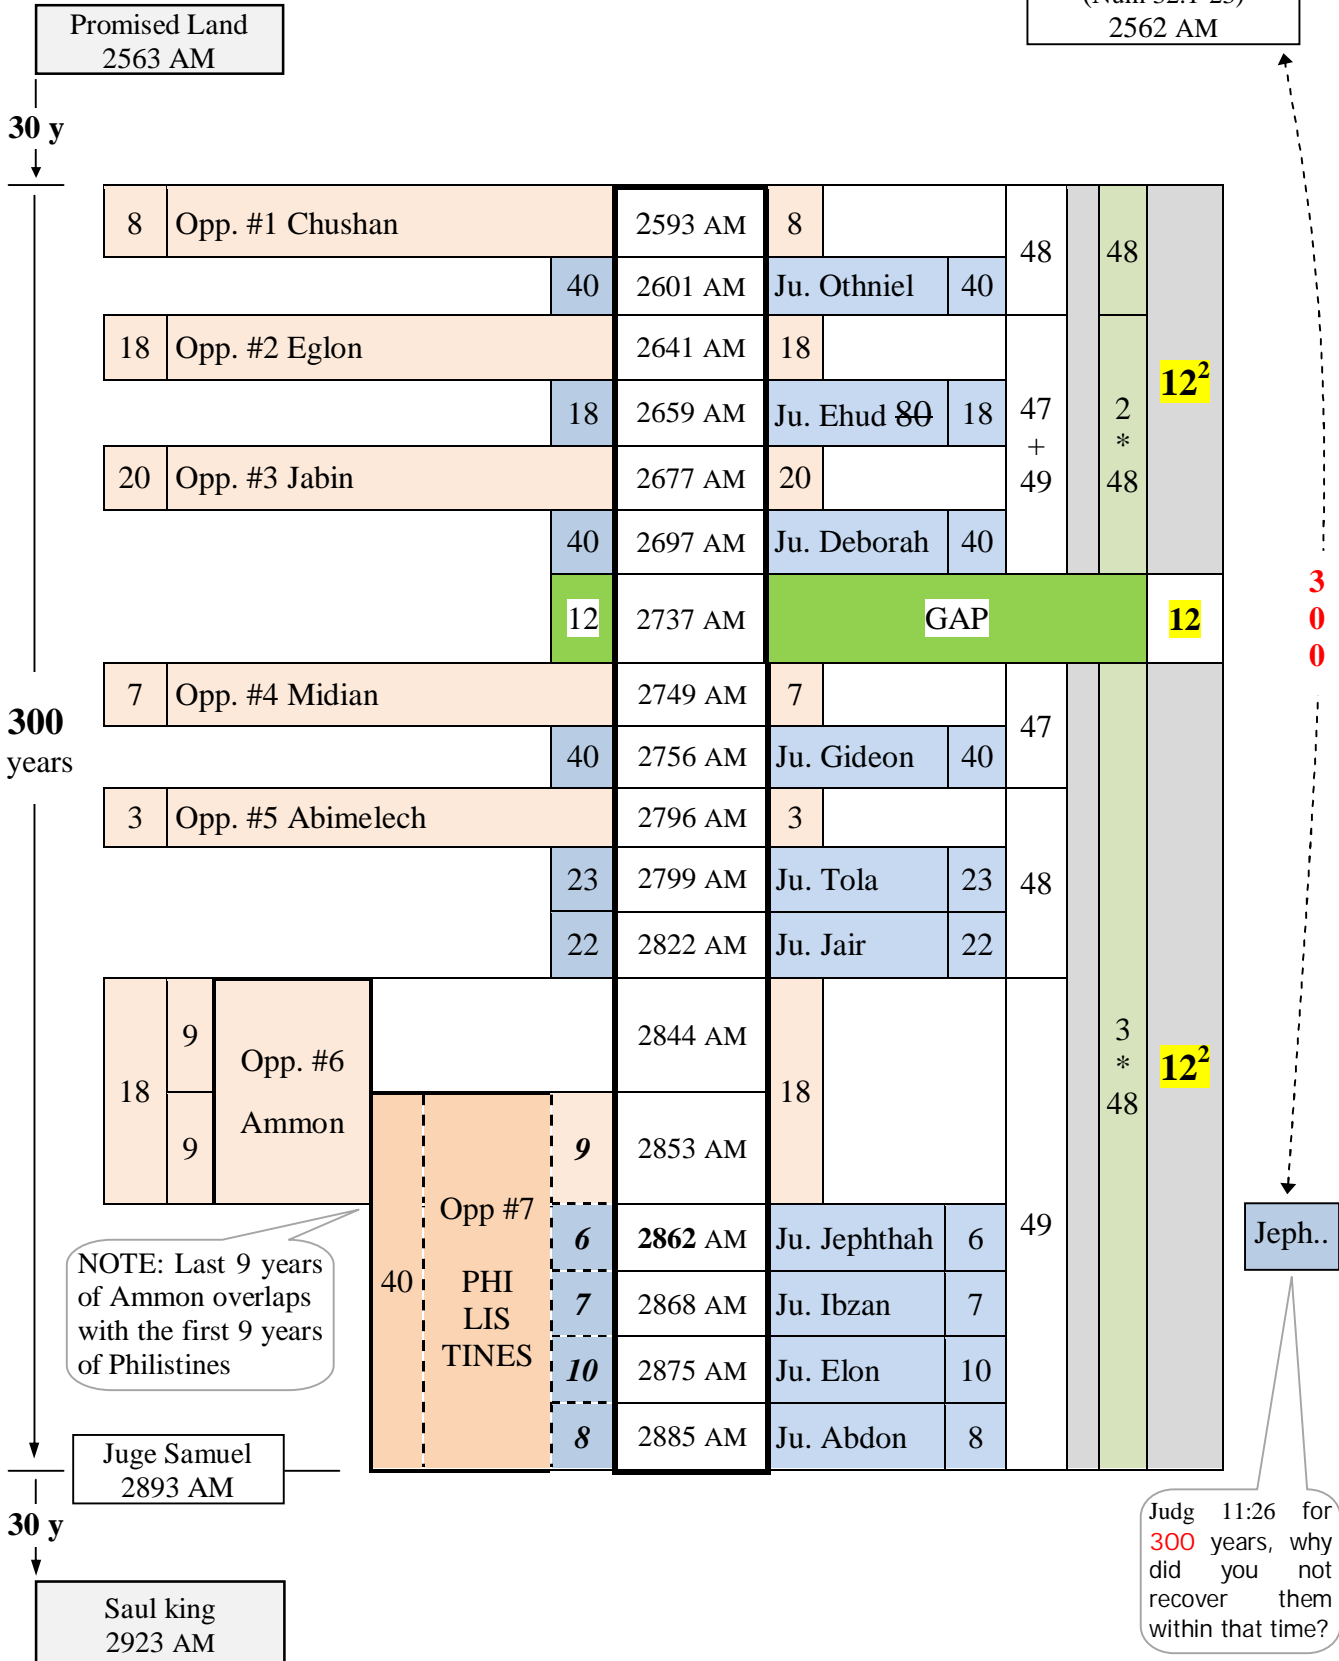 (Num 32:1-25)
Promised Land
2563 AM
2562 AM
30 y
8 Opp. #1 Chushan 2593 AM 8
48 48
40 2601 AM Ju. Othniel 40
18 Opp. #2 Eglon 2641 AM 18
12²
18 2659 AM Ju. Ehud 80 18
47
+
49
2
*
48
20 Opp. #3 Jabin 2677 AM 20
40 2697 AM Ju. Deborah 40
12 2737 AM GAP 12
3
0
0
7 Opp. #4 Midian 2749 AM 7
47
300
years
40 2756 AM Ju. Gideon 40
3 Opp. #5 Abimelech 2796 AM 3
23 2799 AM Ju. Tola 23
48
22 2822 AM Ju. Jair 22
18
9
9
Opp. #6
Ammon
2844 AM
18
3
*
48
12²
9 2853 AM
40
Opp #7
PHI
LIS
TINES
6 2862 AM Ju. Jephthah 6
49
Jeph..
NOTE: Last 9 years
of Ammon overlaps
with the first 9 years
of Philistines
7 2868 AM Ju. Ibzan 7
10 2875 AM Ju. Elon 10
8 2885 AM Ju. Abdon 8
Juge Samuel
2893 AM
30 y
Judg 11:26 for
300 years, why
did you not
recover them
within that time?
Saul king
2923 AM